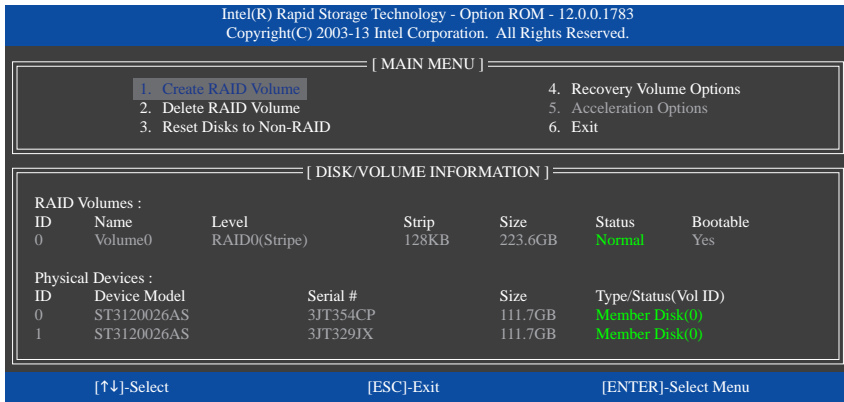 Intel(R) Rapid Storage Technology - Option ROM - 12.0.0.1783
Copyright(C) 2003-13 Intel Corporation. All Rights Reserved.
[ MAIN MENU ]
1. Create RAID Volume 4. Recovery Volume Options
2. Delete RAID Volume 5. Acceleration Options
3. Reset Disks to Non-RAID 6. Exit
[ DISK/VOLUME INFORMATION ]
RAID Volumes :
ID Name Level Strip Size Status Bootable
0 Volume0 RAID0(Stripe) 128KB 223.6GB Normal Yes
Physical Devices :
ID Device Model Serial # Size Type/Status(Vol ID)
0 ST3120026AS 3JT354CP 111.7GB Member Disk(0)
1 ST3120026AS 3JT329JX 111.7GB Member Disk(0)
[↑↓]-Select [ESC]-Exit [ENTER]-Select Menu